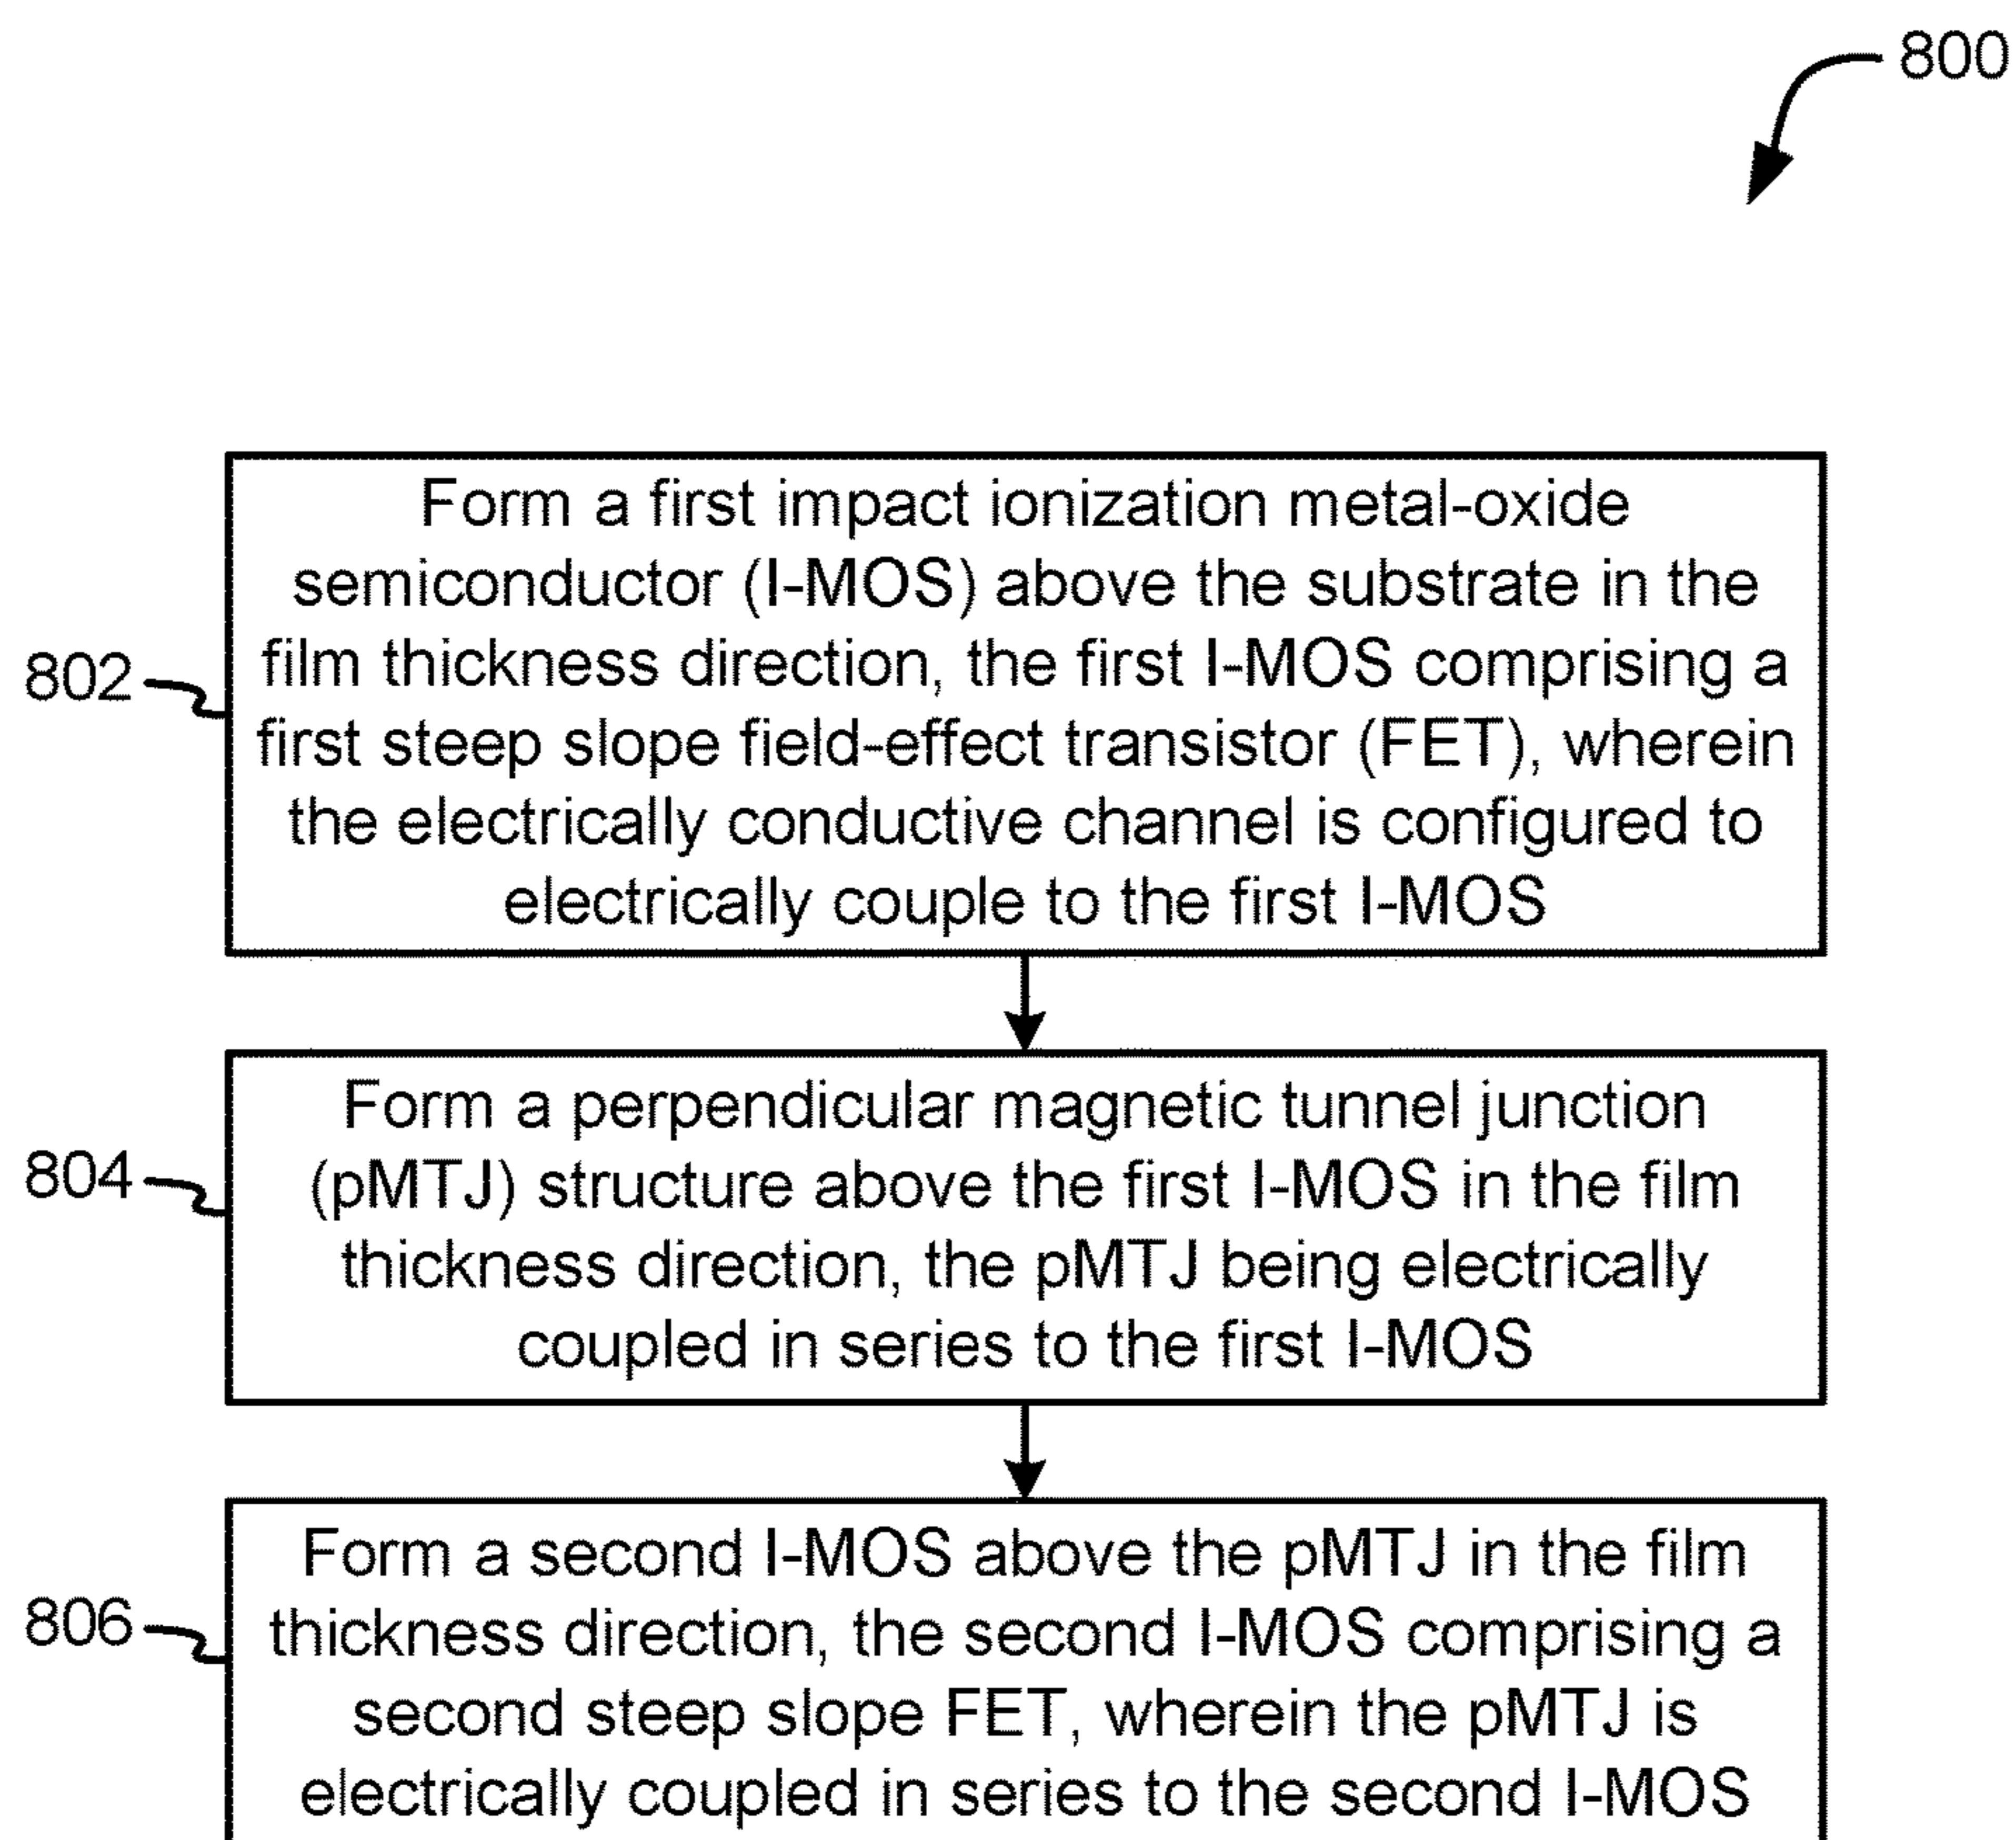 800
Form a first impact ionization metal-oxide
semiconductor (I-MOS) above the substrate in the
film thickness direction, the first I-MOS comprising a
first steep slope field-effect transistor (FET), wherein
the electrically conductive channel is configured to
electrically couple to the first I-MOS
802
Form a perpendicular magnetic tunnel junction
(pMTJ) structure above the first I-MOS in the film
thickness direction, the pMTJ being electrically
coupled in series to the first I-MOS
804
Form a second I-MOS above the pMTJ in the film
thickness direction, the second I-MOS comprising a
second steep slope FET, wherein the pMTJ is
electrically coupled in series to the second I-MOS
806